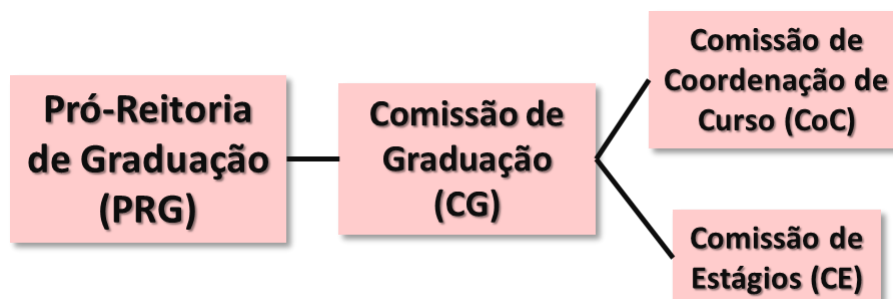 Pró-Reitoria
de Graduação
(PRG)
Comissão de
Graduação
(CG)
Comissão de
Coordenação de
Curso (CoC)
Comissão de
Estágios (CE)